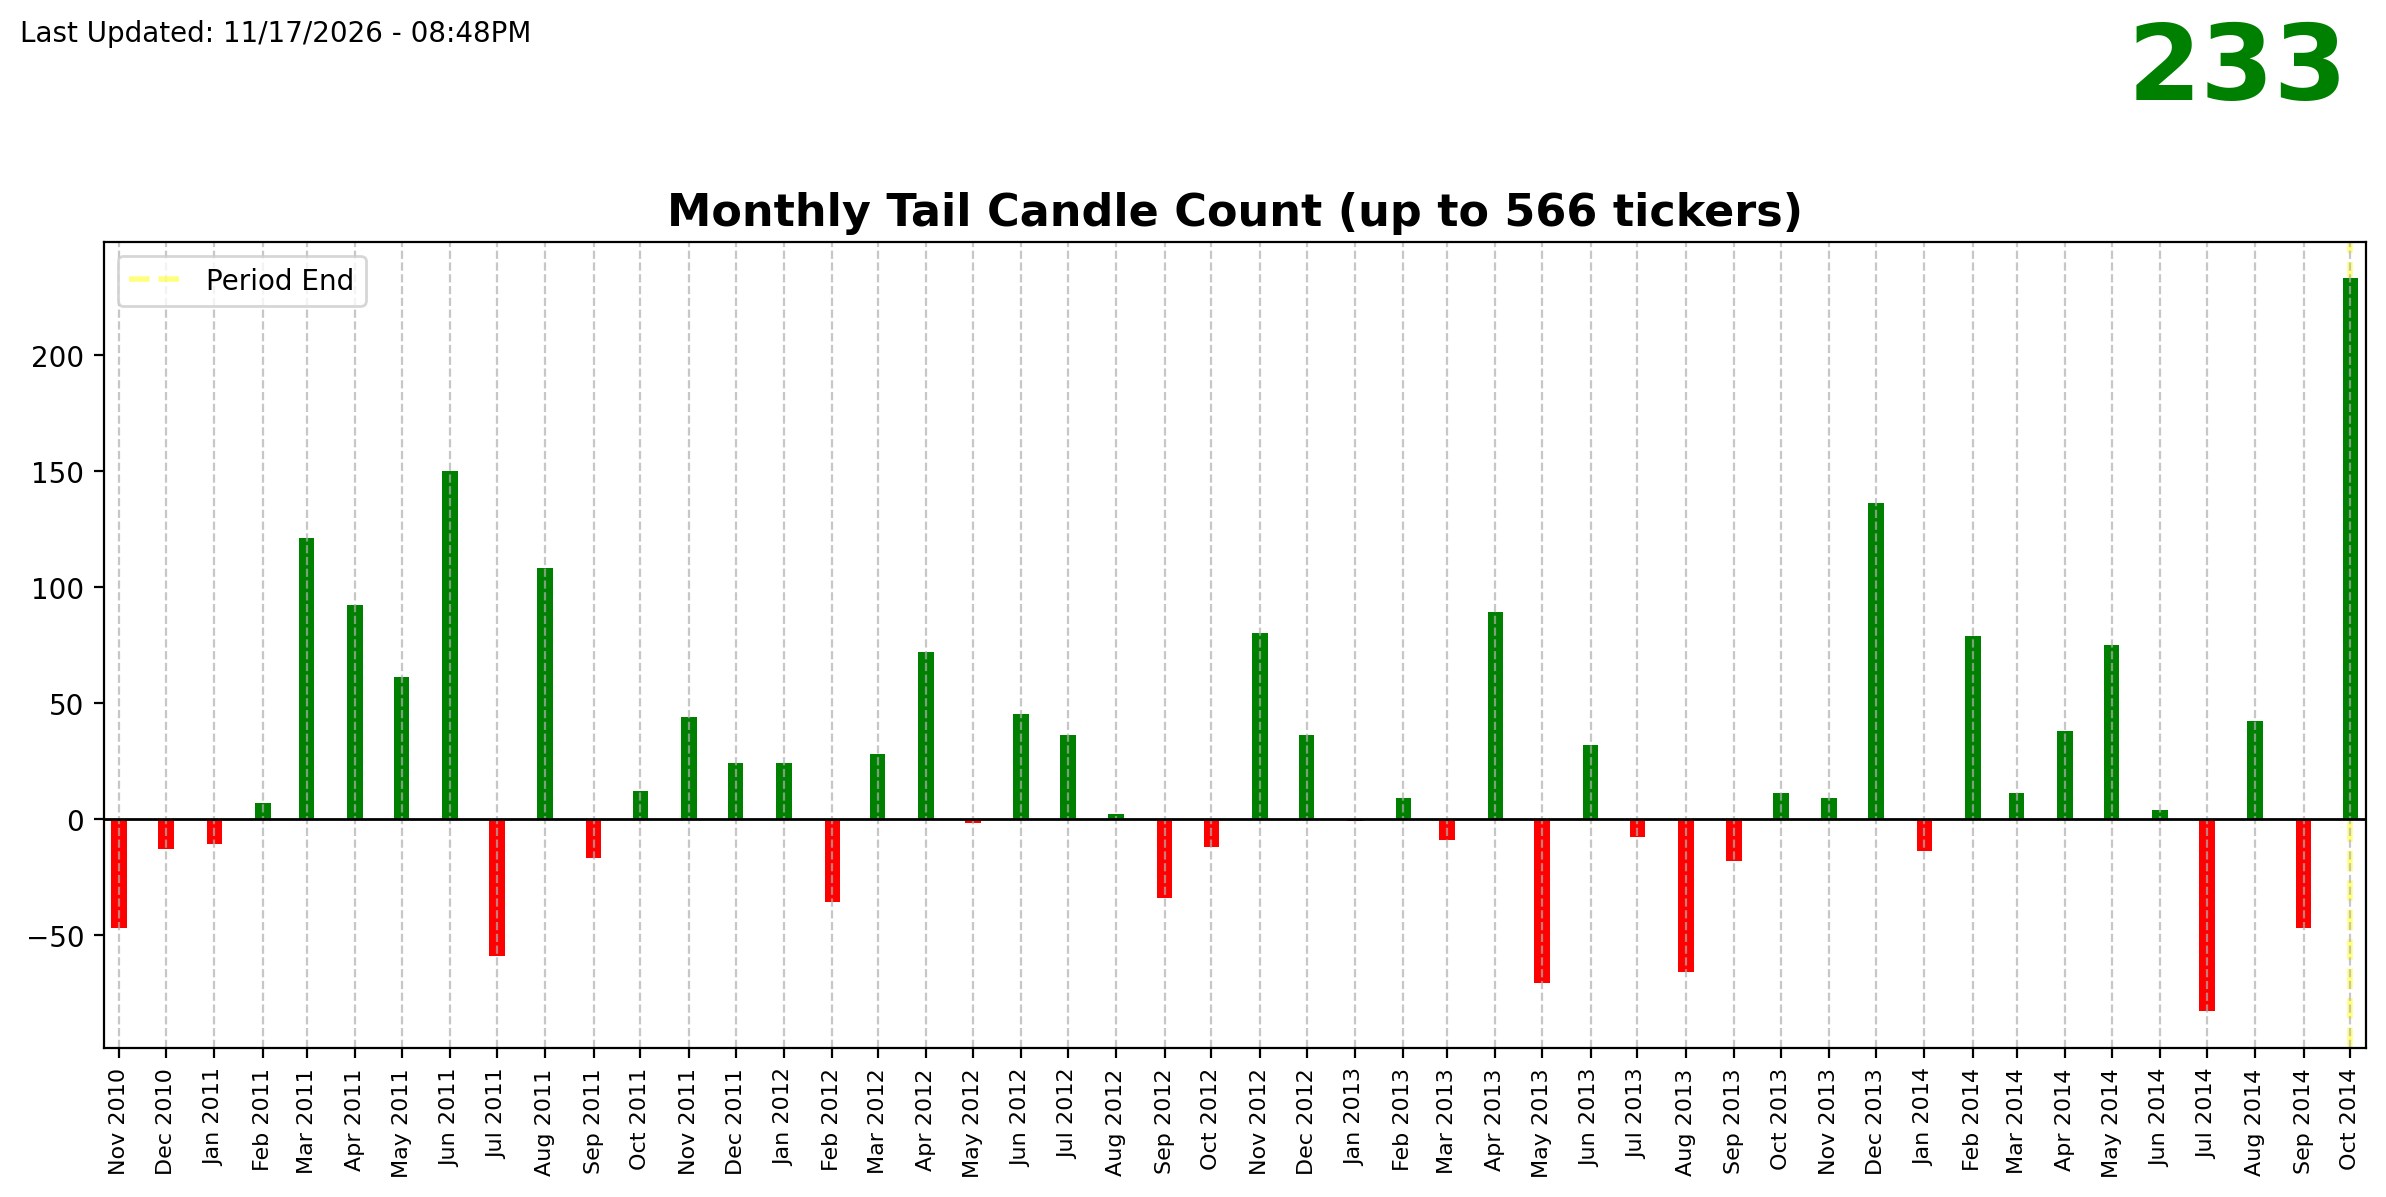 Last Updated: 11/17/2026 - 08:48PM
233
Monthly Tail Candle Count (up to 566 tickers)
Period End
200
150
100
50
0
−50
Nov 2010
Dec 2010
Jan 2011
Feb 2011
Mar 2011
Apr 2011
May 2011
Jun 2011
Jul 2011
Aug 2011
Sep 2011
Oct 2011
Nov 2011
Dec 2011
Jan 2012
Feb 2012
Mar 2012
Apr 2012
May 2012
Jun 2012
Jul 2012
Aug 2012
Sep 2012
Oct 2012
Nov 2012
Dec 2012
Jan 2013
Feb 2013
Mar 2013
Apr 2013
May 2013
Jun 2013
Jul 2013
Aug 2013
Sep 2013
Oct 2013
Nov 2013
Dec 2013
Jan 2014
Feb 2014
Mar 2014
Apr 2014
May 2014
Jun 2014
Jul 2014
Aug 2014
Sep 2014
Oct 2014